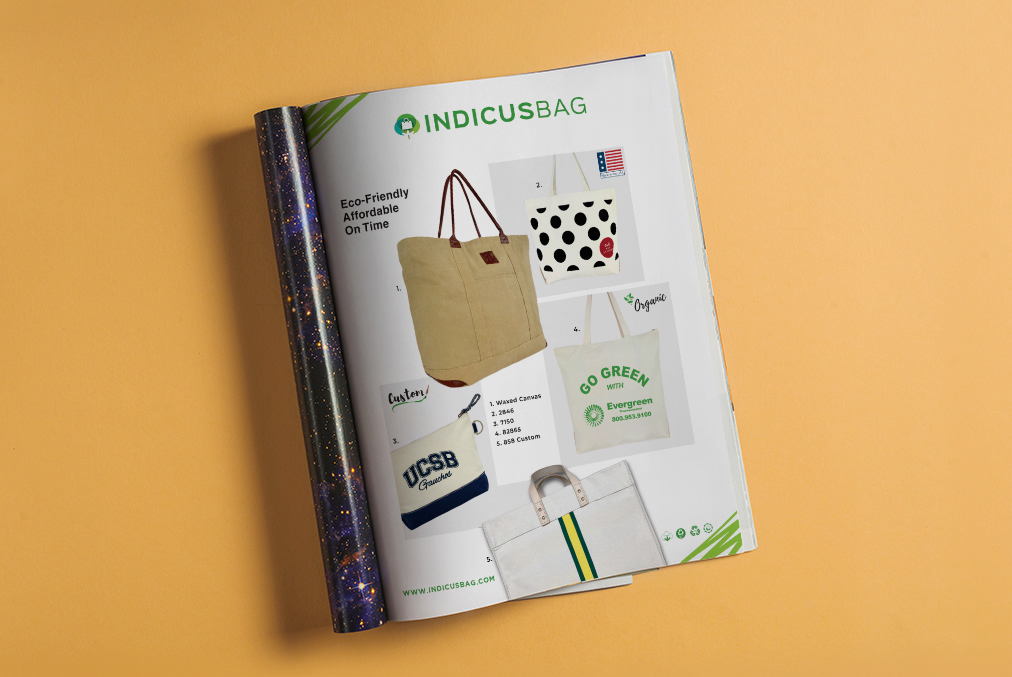 INDICUSBAG
Eco-Friendly
Affordable
On Time
1.
2.
Organic
4.
GO GREEN
WITH
Evergreen
800.953.9100
Custom
3.
UCSB
Gauchos
1. Waxed Canvas
2. 2846
3. 7150
4. 82865
5. 858 Custom
5.
WWW.INDICUSBAG.COM